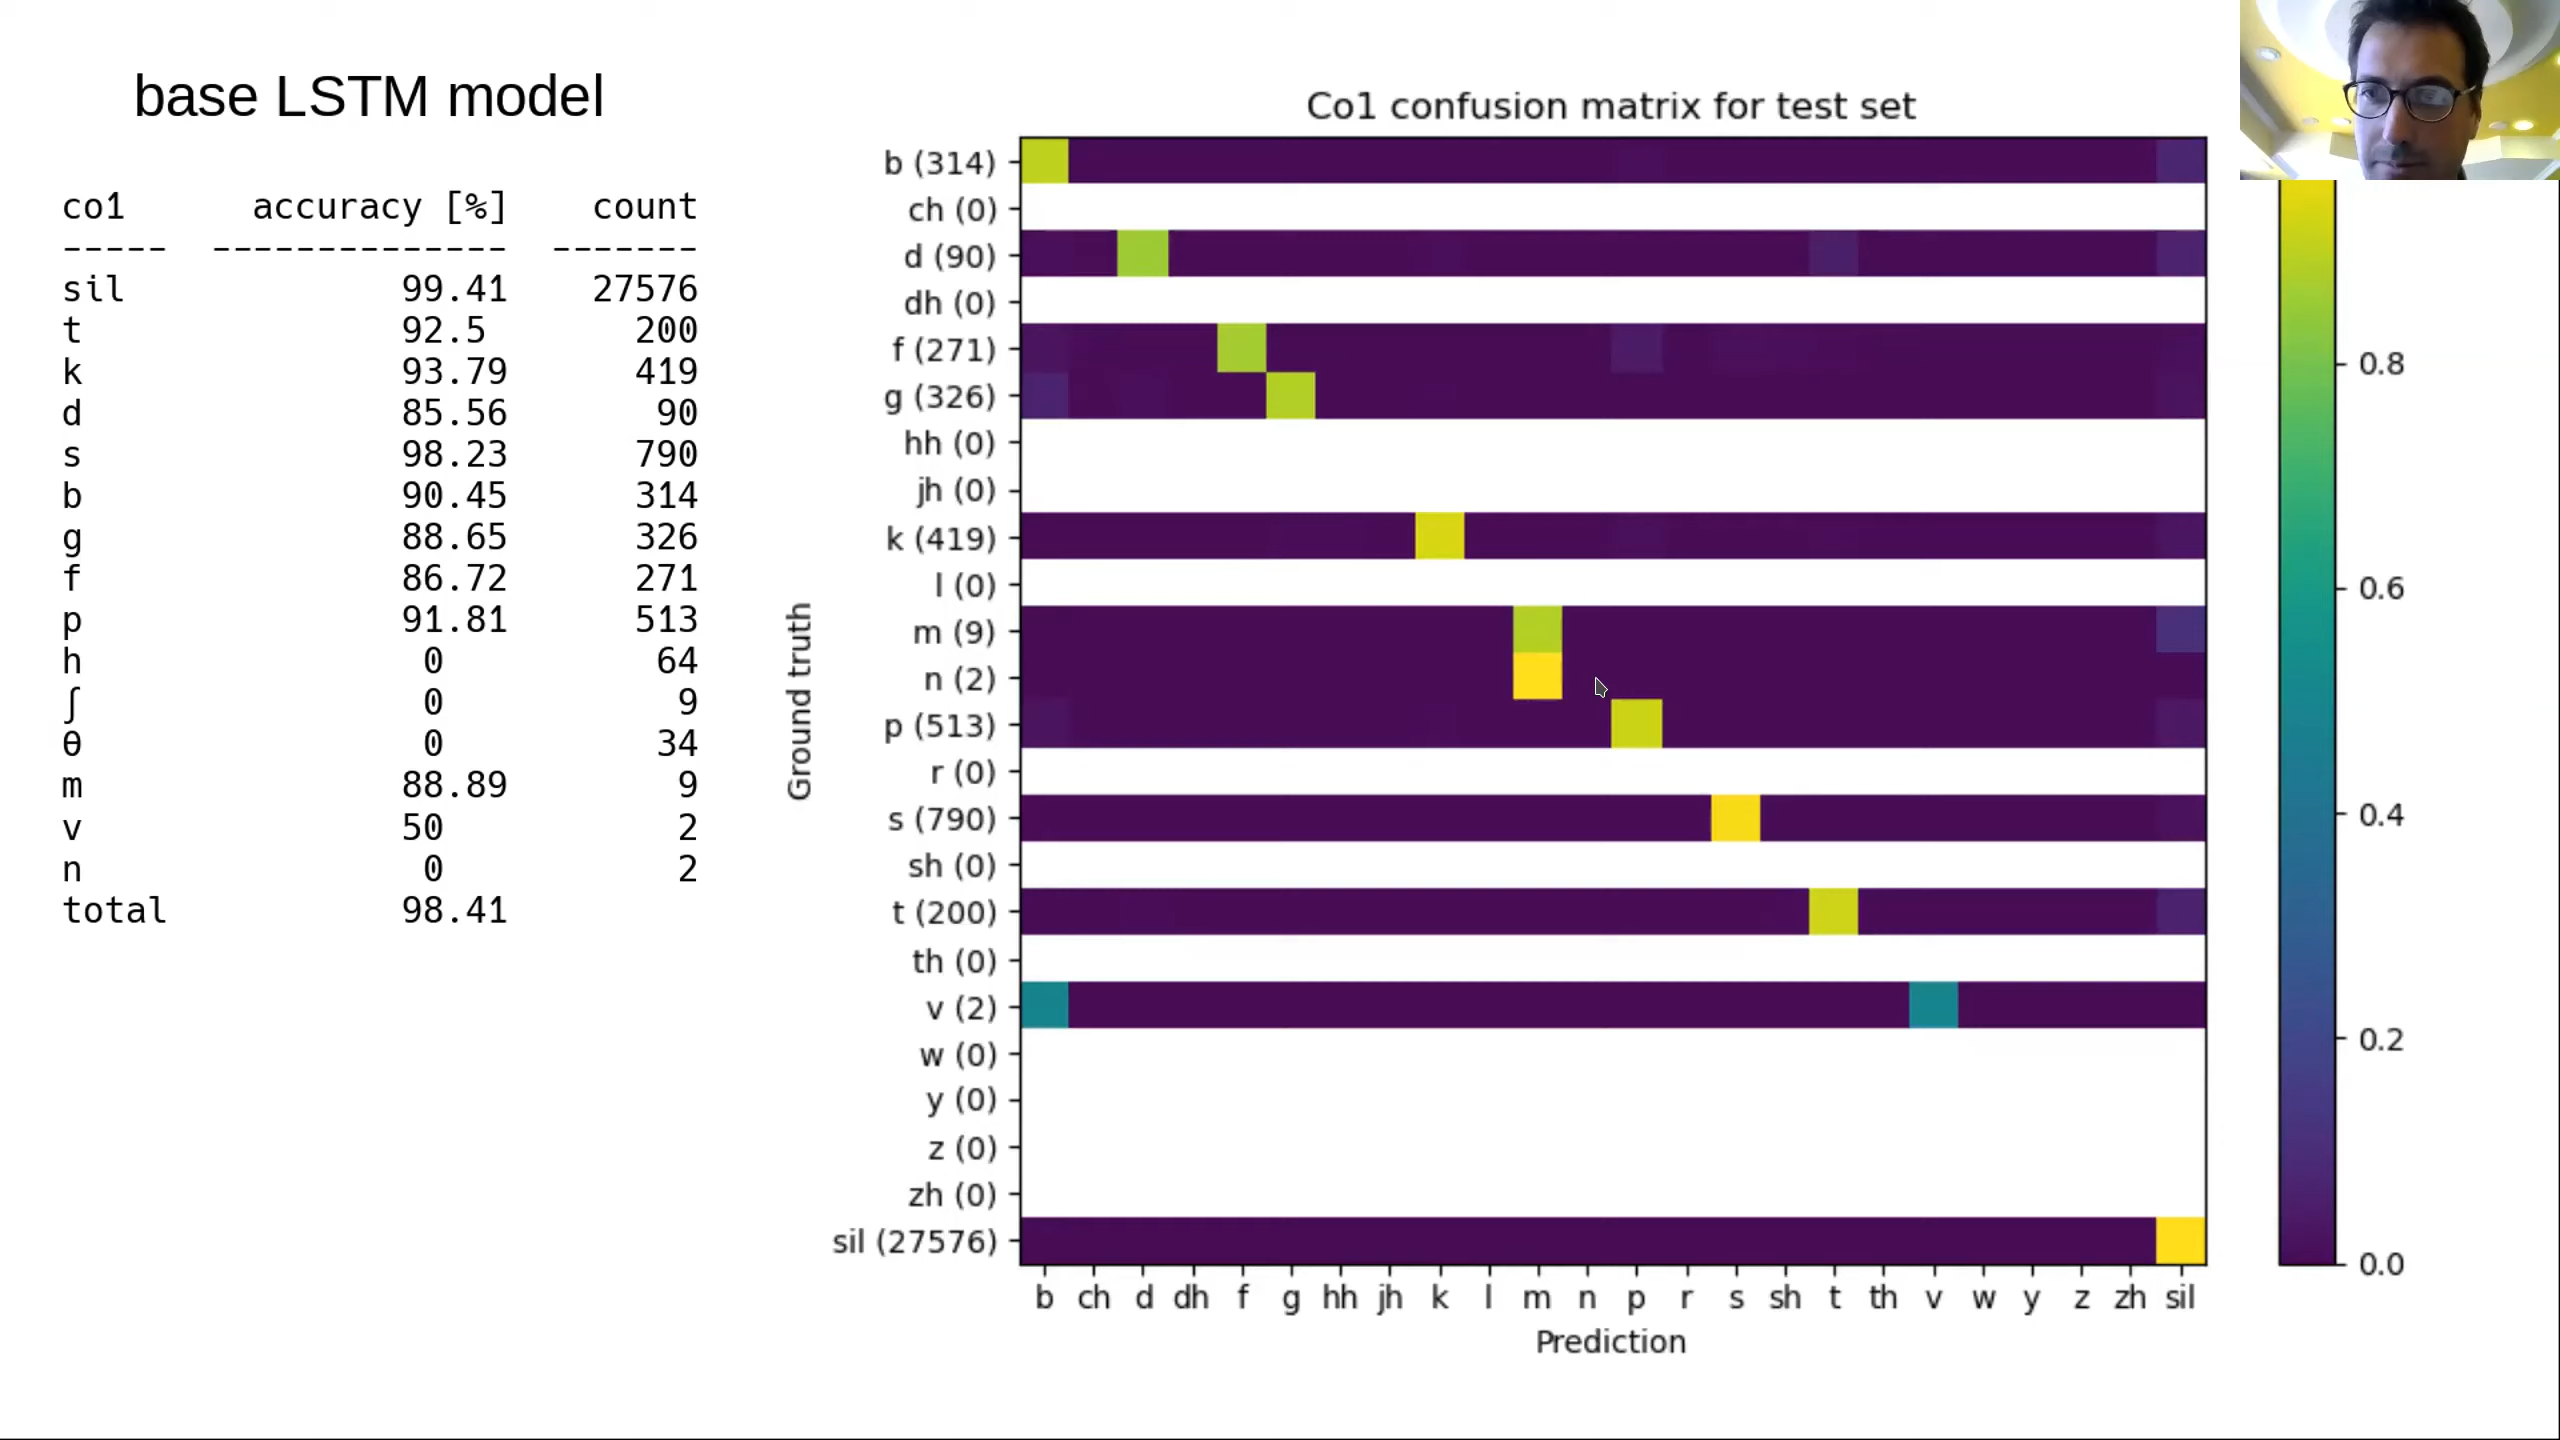 base LSTM model
co1 accuracy [%] count
----- -------------- -------
sil 99.41 27576
t 92.5 200
k 93.79 419
d 85.56 90
s 98.23 790
b 90.45 314
g 88.65 326
f 86.72 271
p 91.81 513
h 0 64
ʃ 0 9
θ 0 34
m 88.89 9
v 50 2
n 0 2
total 98.41
Co1 confusion matrix for test set
Ground truth
b (314)
ch (0)
d (90)
dh (0)
f (271)
g (326)
hh (0)
jh (0)
k (419)
l (0)
m (9)
n (2)
p (513)
r (0)
s (790)
sh (0)
t (200)
th (0)
v (2)
w (0)
y (0)
z (0)
zh (0)
sil (27576)
b ch d dh f g hh jh k l m n p r s sh t th v w y z zh sil
Prediction
0.8
0.6
0.4
0.2
0.0